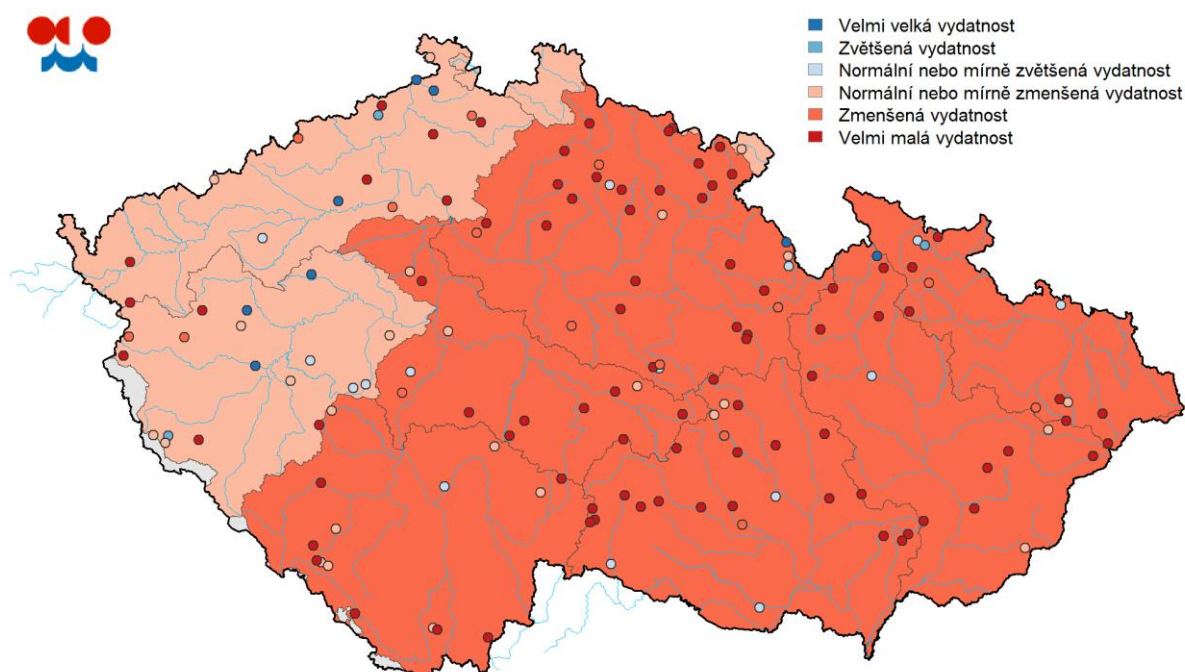 Velmi velká vydatnost
Zvětšená vydatnost
Normální nebo mírně zvětšená vydatnost
Normální nebo mírně zmenšená vydatnost
Zmenšená vydatnost
Velmi malá vydatnost